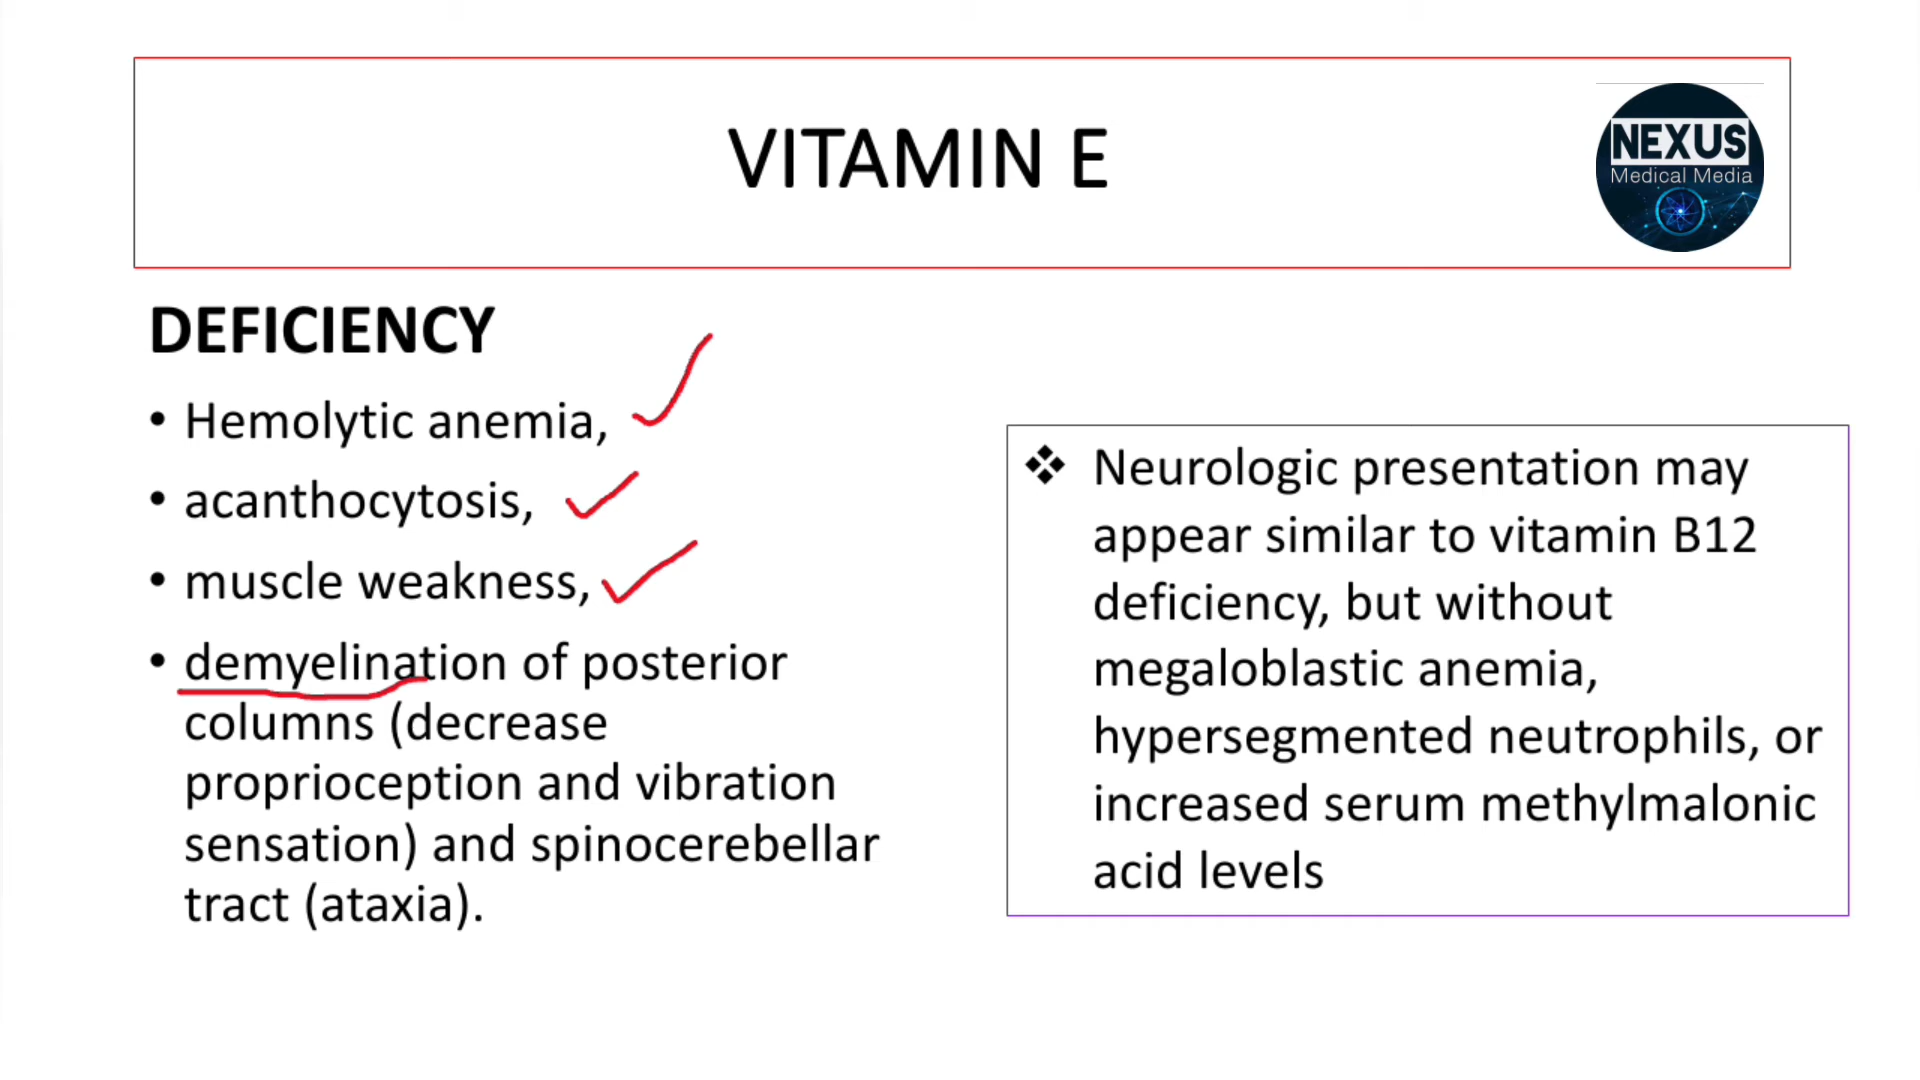 VITAMIN E
NEXUS
Medical Media
DEFICIENCY
• Hemolytic anemia,
• acanthocytosis,
• muscle weakness,
• demyelination of posterior
columns (decrease
proprioception and vibration
sensation) and spinocerebellar
tract (ataxia).
❖ Neurologic presentation may
appear similar to vitamin B12
deficiency, but without
megaloblastic anemia,
hypersegmented neutrophils, or
increased serum methylmalonic
acid levels